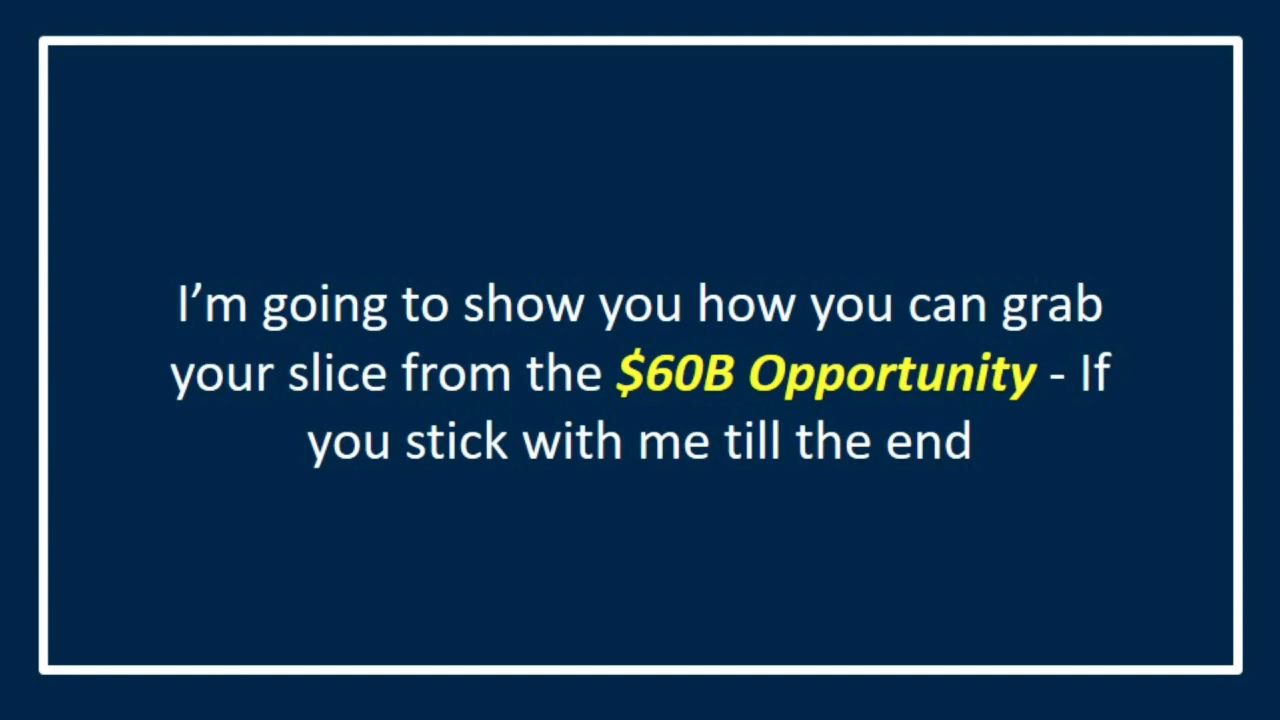 I’m going to show you how you can grab
your slice from the $60B Opportunity - If
you stick with me till the end